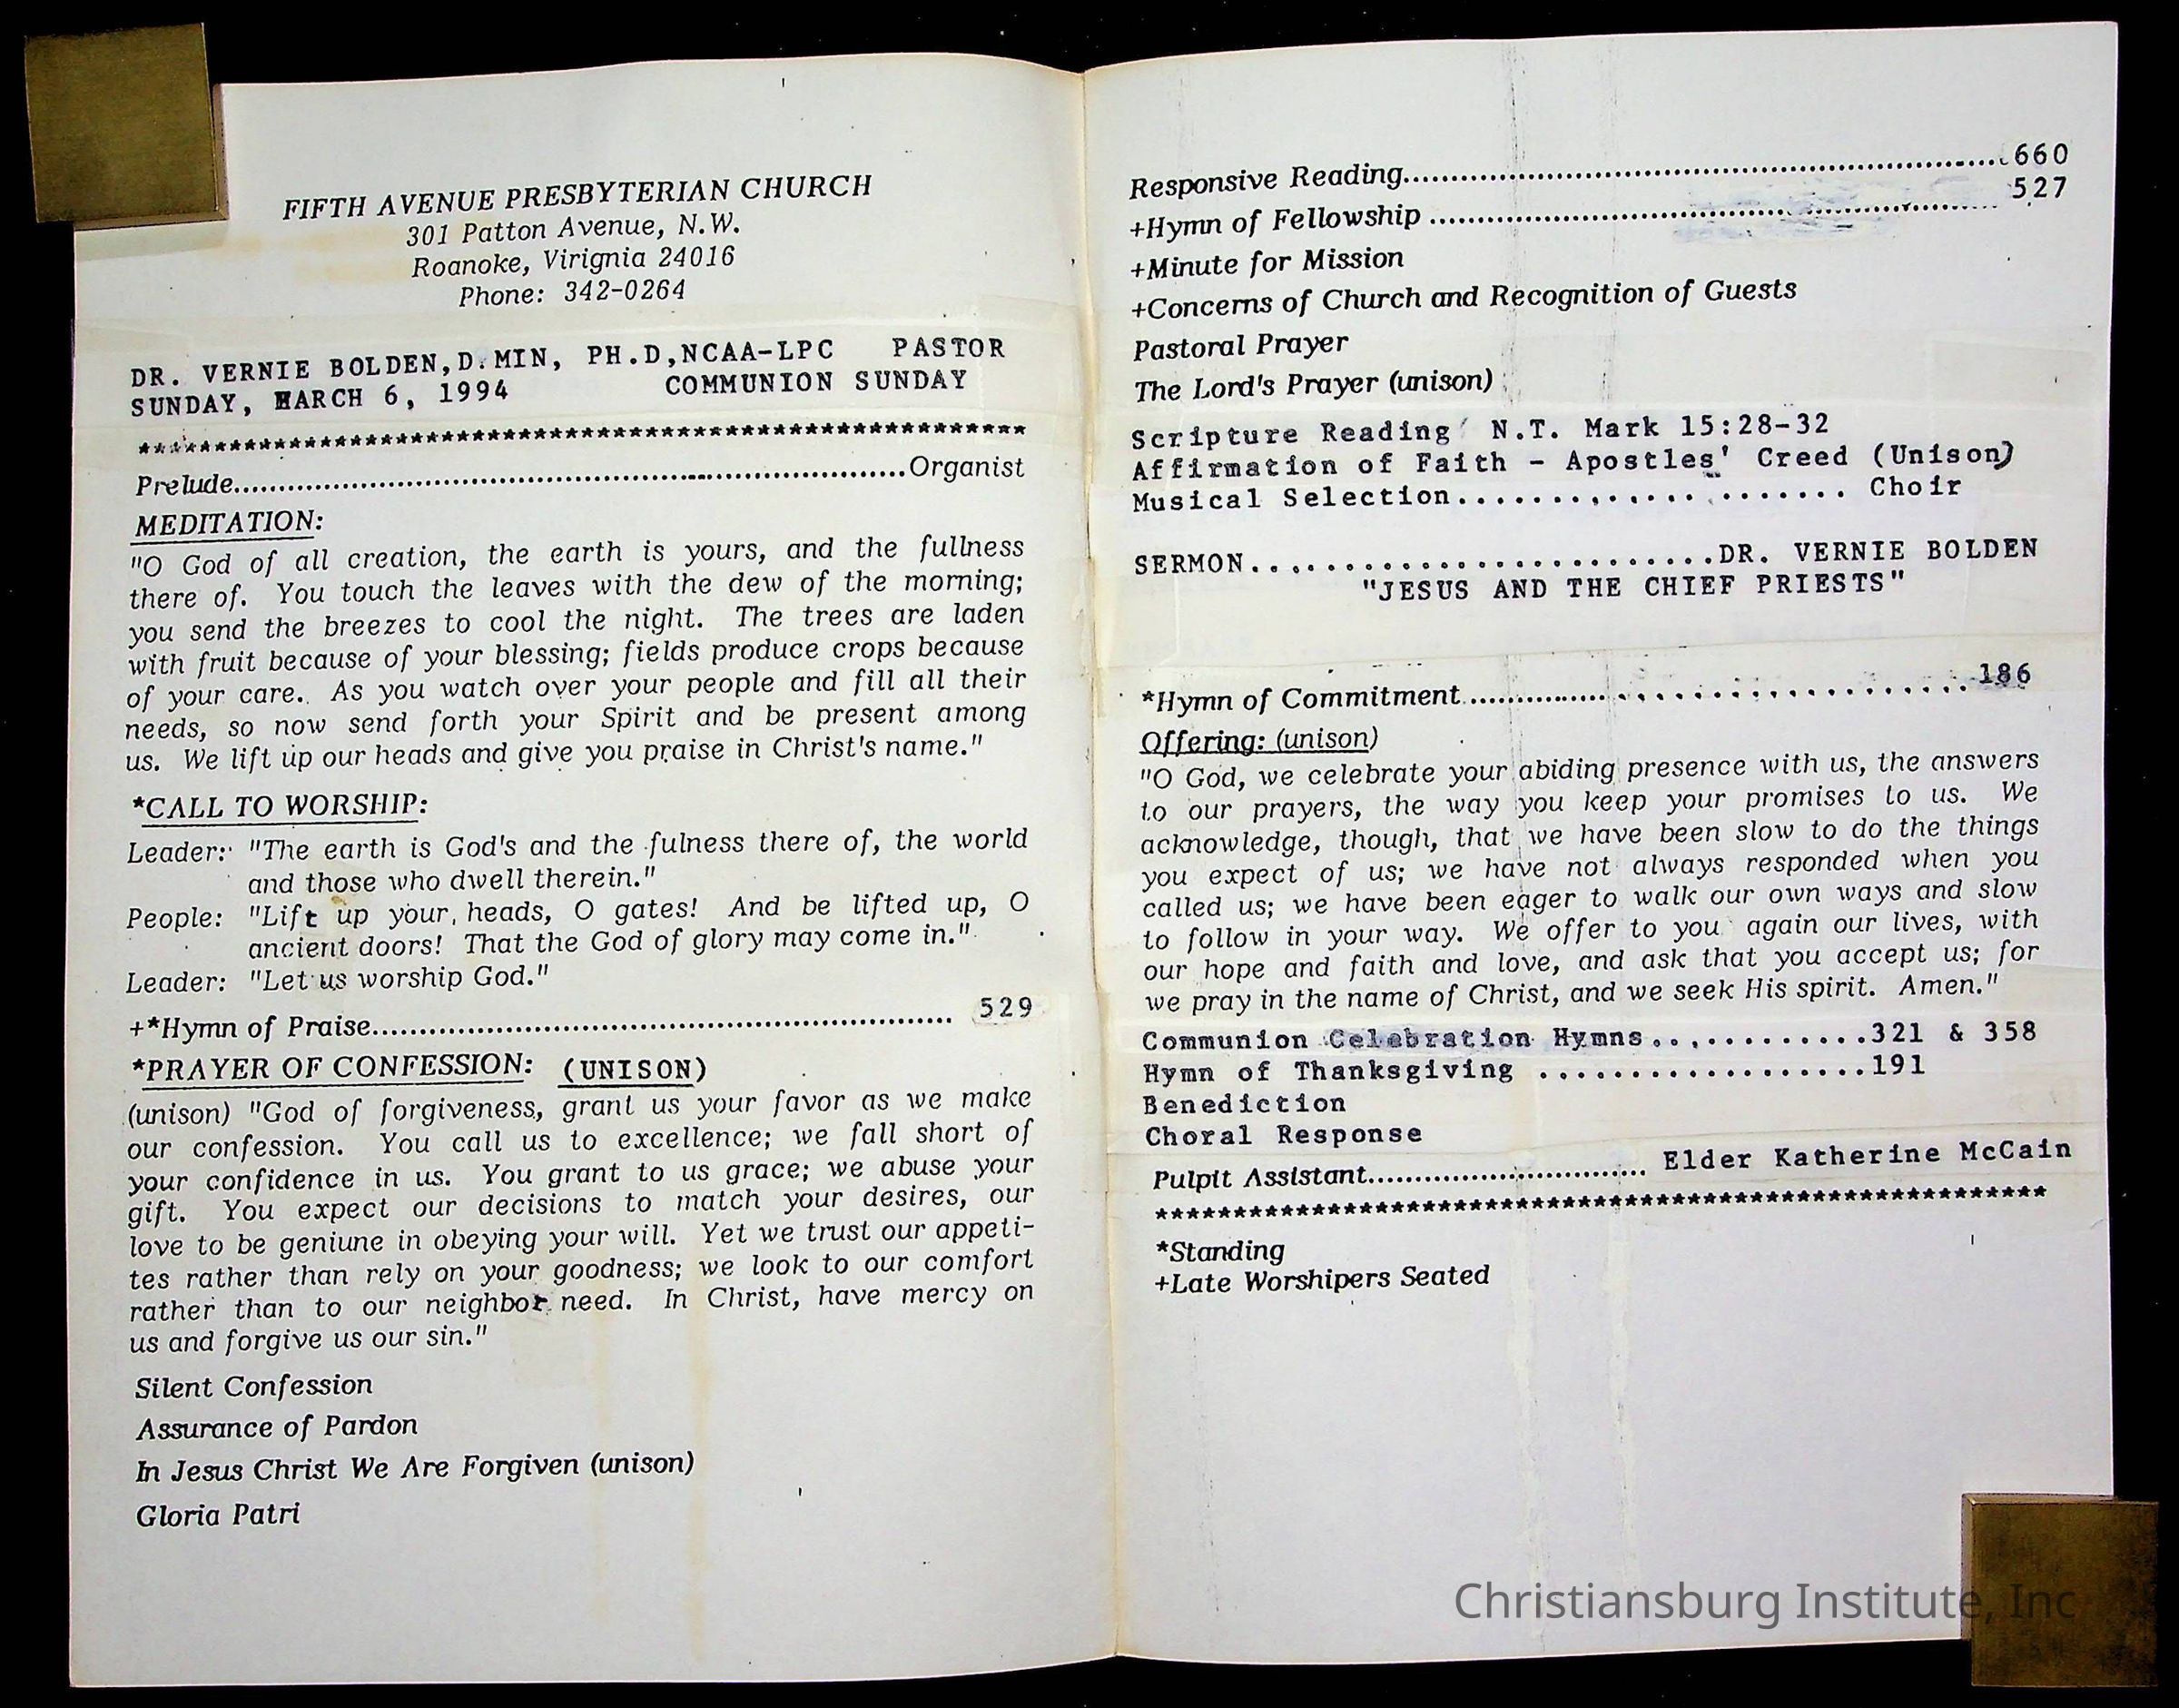 FIFTH AVENUE PRESBYTERIAN CHURCH
301 Patton Avenue, N.W.
Roanoke, Virignia 24016
Phone: 342-0264
DR. VERNIE BOLDEN,D.MIN, PH.D,NCAA-LPC PASTOR
SUNDAY, MARCH 6, 1994 COMMUNION SUNDAY
************************************************************
Prelude..........................................................Organist
MEDITATION:
"O God of all creation, the earth is yours, and the fullness
there of. You touch the leaves with the dew of the morning;
you send the breezes to cool the night. The trees are laden
with fruit because of your blessing; fields produce crops because
of your care. As you watch over your people and fill all their
needs, so now send forth your Spirit and be present among
us. We lift up our heads and give you praise in Christ's name."
*CALL TO WORSHIP:
Leader: "The earth is God's and the fulness there of, the world
and those who dwell therein."
People: "Lift up your heads, O gates! And be lifted up, O
ancient doors! That the God of glory may come in."
Leader: "Let us worship God."
+*Hymn of Praise.......................................................... 529
*PRAYER OF CONFESSION: (UNISON)
(unison) "God of forgiveness, grant us your favor as we make
our confession. You call us to excellence; we fall short of
your confidence in us. You grant to us grace; we abuse your
gift. You expect our decisions to match your desires, our
love to be geniune in obeying your will. Yet we trust our appeti-
tes rather than rely on your goodness; we look to our comfort
rather than to our neighbor need. In Christ, have mercy on
us and forgive us our sin."
Silent Confession
Assurance of Pardon
In Jesus Christ We Are Forgiven (unison)
Gloria Patri
Responsive Reading..........................................................660
+Hymn of Fellowship .......................................................... 527
+Minute for Mission
+Concerns of Church and Recognition of Guests
Pastoral Prayer
The Lord's Prayer (unison)
Scripture Reading N.T. Mark 15:28-32
Affirmation of Faith - Apostles' Creed (Unison)
Musical Selection..................... Choir
SERMON.........................DR. VERNIE BOLDEN
"JESUS AND THE CHIEF PRIESTS"
*Hymn of Commitment..................................186
Offering: (unison)
"O God, we celebrate your abiding presence with us, the answers
to our prayers, the way you keep your promises to us. We
acknowledge, though, that we have been slow to do the things
you expect of us; we have not always responded when you
called us; we have been eager to walk our own ways and slow
to follow in your way. We offer to you again our lives, with
our hope and faith and love, and ask that you accept us; for
we pray in the name of Christ, and we seek His spirit. Amen."
Communion Celebration Hymns............321 & 358
Hymn of Thanksgiving ..................191
Benediction
Choral Response
Pulpit Assistant.............................. Elder Katherine McCain
************************************************************
*Standing
+Late Worshipers Seated
Christiansburg Institute, Inc